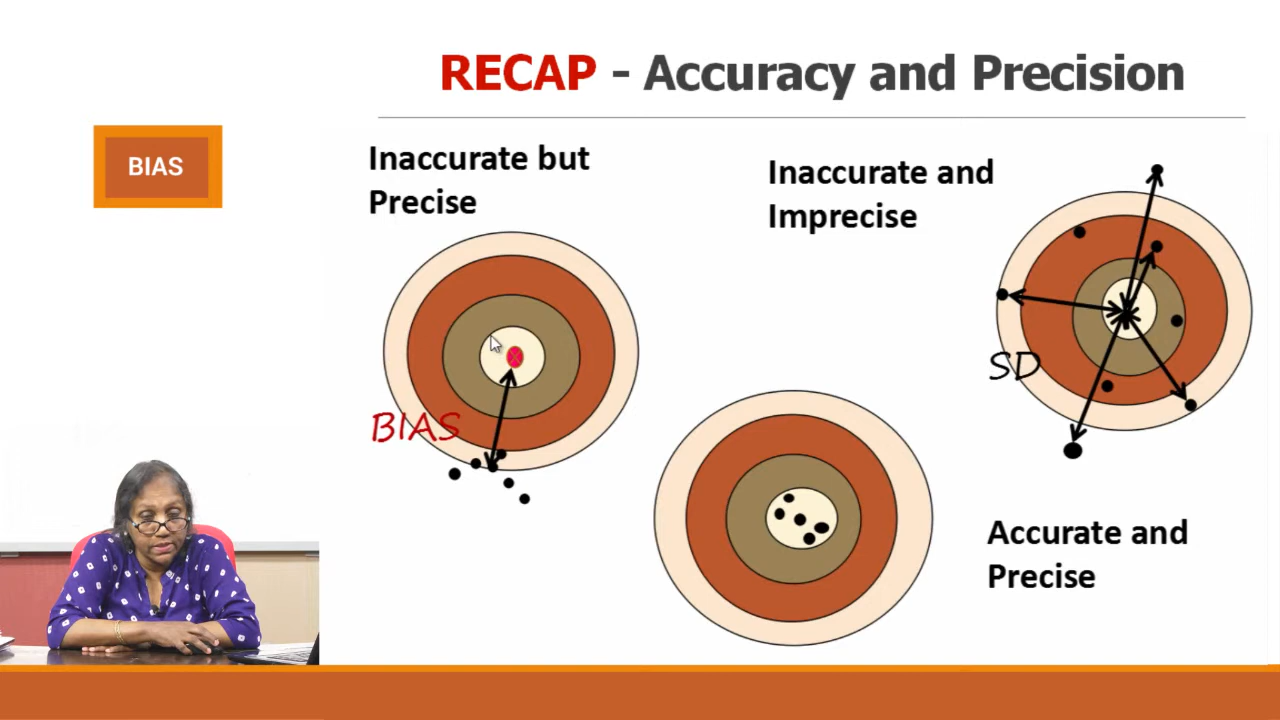 RECAP - Accuracy and Precision
BIAS
Inaccurate but
Precise
BIAS
Inaccurate and
Imprecise
SD
Accurate and
Precise